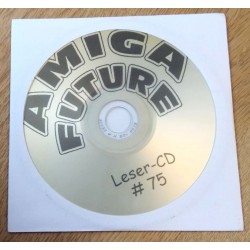 AMIGA
FUTURE
Leser-CD
# 75